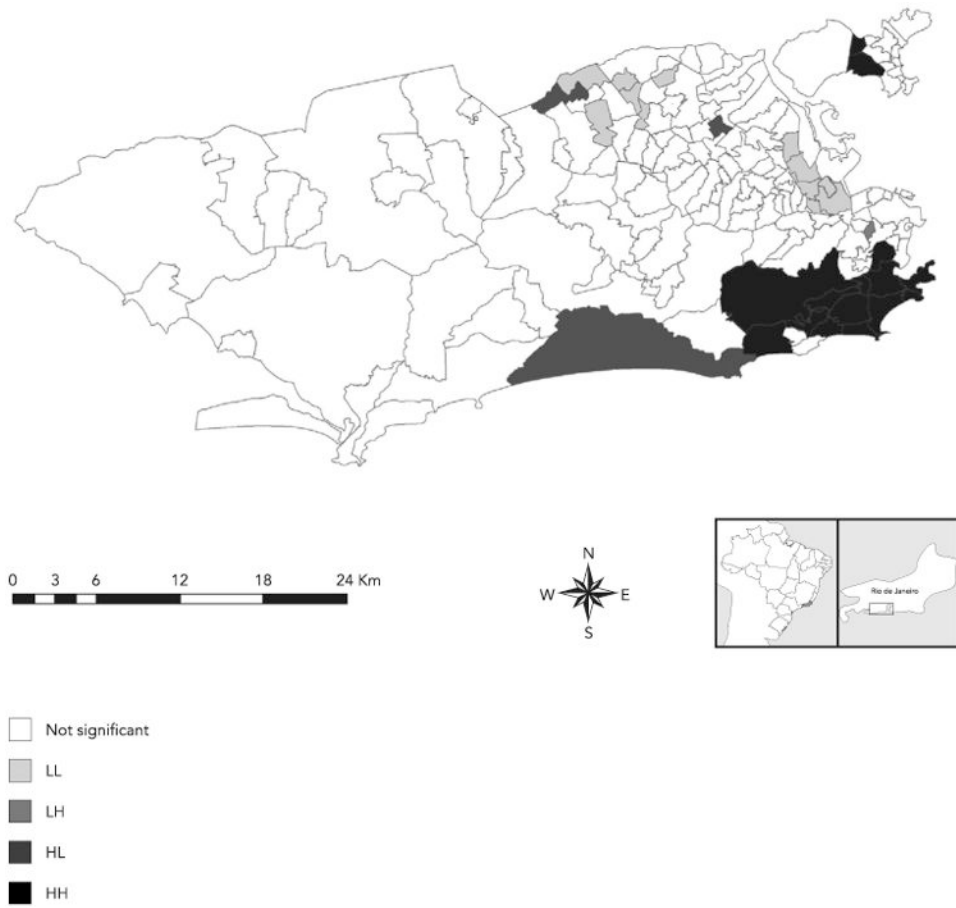 0 3 6 12 18 24 Km
N
W E
S
Rio de Janeiro
Not significant
LL
LH
HL
HH